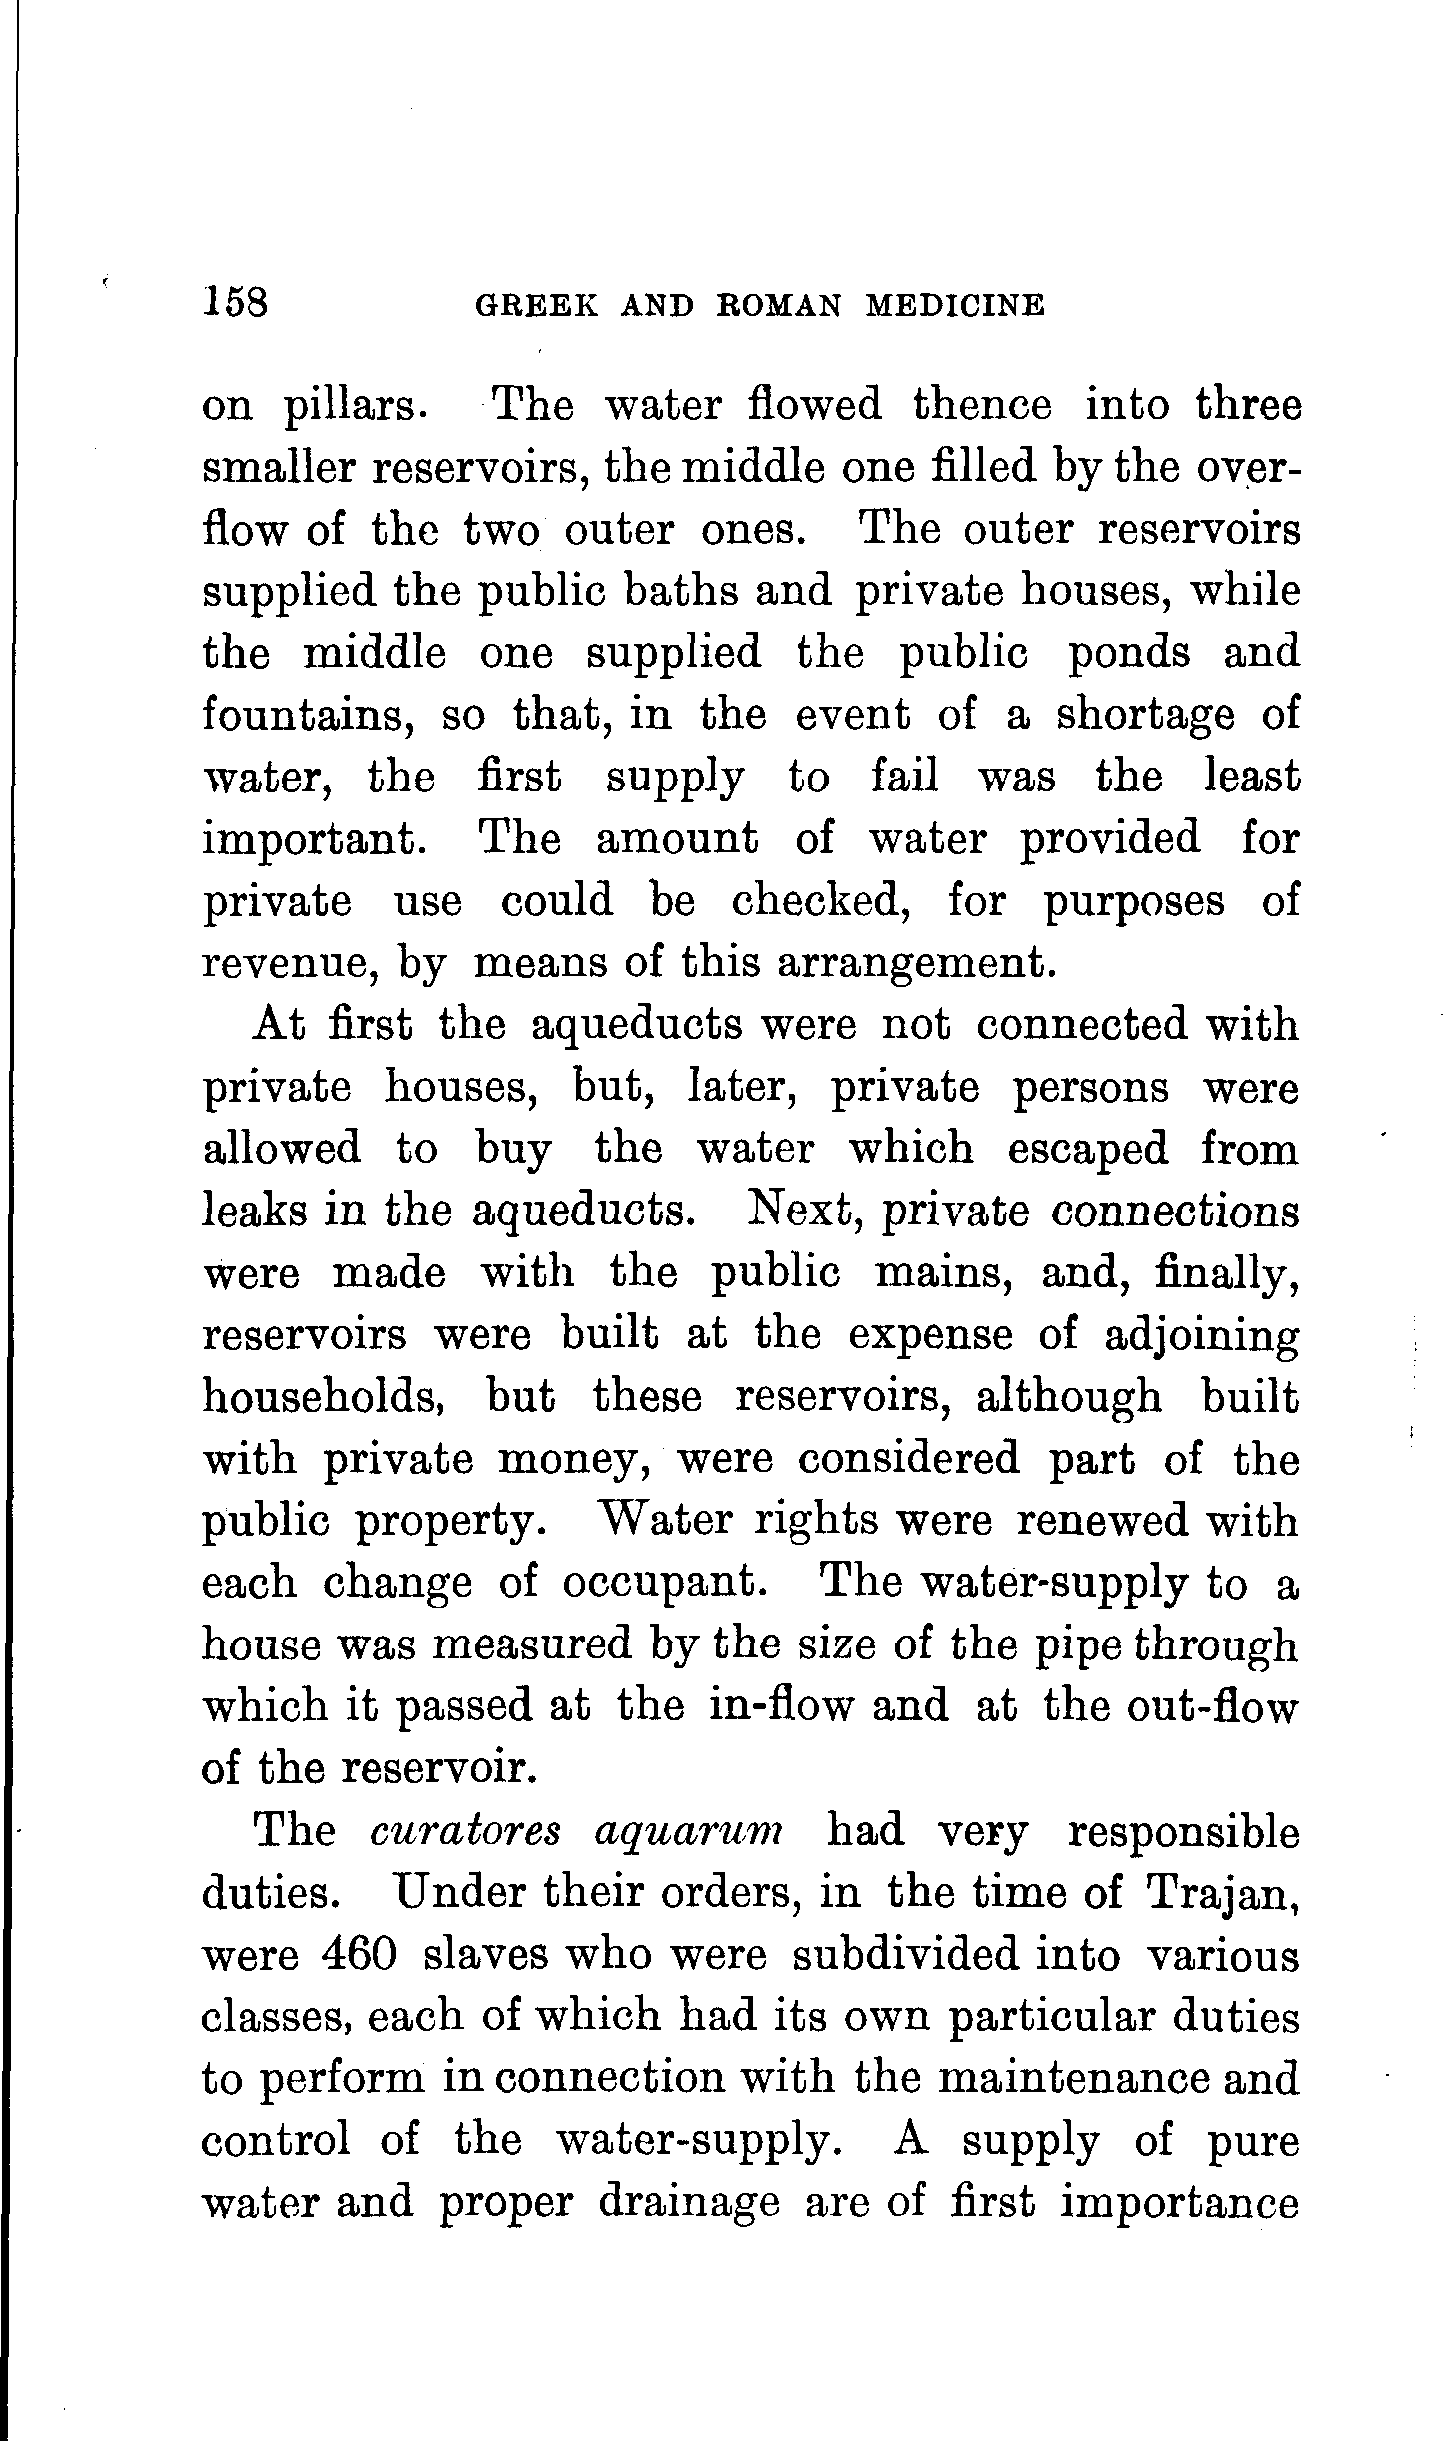 158 GREEK AND ROMAN MEDICINE
on pillars. The water flowed thence into three
smaller reservoirs, the middle one filled by the over-
flow of the two outer ones. The outer reservoirs
supplied the public baths and private houses, while
the middle one supplied the public ponds and
fountains, so that, in the event of a shortage of
water, the first supply to fail was the least
important. The amount of water provided for
private use could be checked, for purposes of
revenue, by means of this arrangement.
At first the aqueducts were not connected with
private houses, but, later, private persons were
allowed to buy the water which escaped from
leaks in the aqueducts. Next, private connections
were made with the public mains, and, finally,
reservoirs were built at the expense of adjoining
households, but these reservoirs, although built
with private money, were considered part of the
public property. Water rights were renewed with
each change of occupant. The water-supply to a
house was measured by the size of the pipe through
which it passed at the in-flow and at the out-flow
of the reservoir.
The curatores aquarum had very responsible
duties. Under their orders, in the time of Trajan,
were 460 slaves who were subdivided into various
classes, each of which had its own particular duties
to perform in connection with the maintenance and
control of the water-supply. A supply of pure
water and proper drainage are of first importance